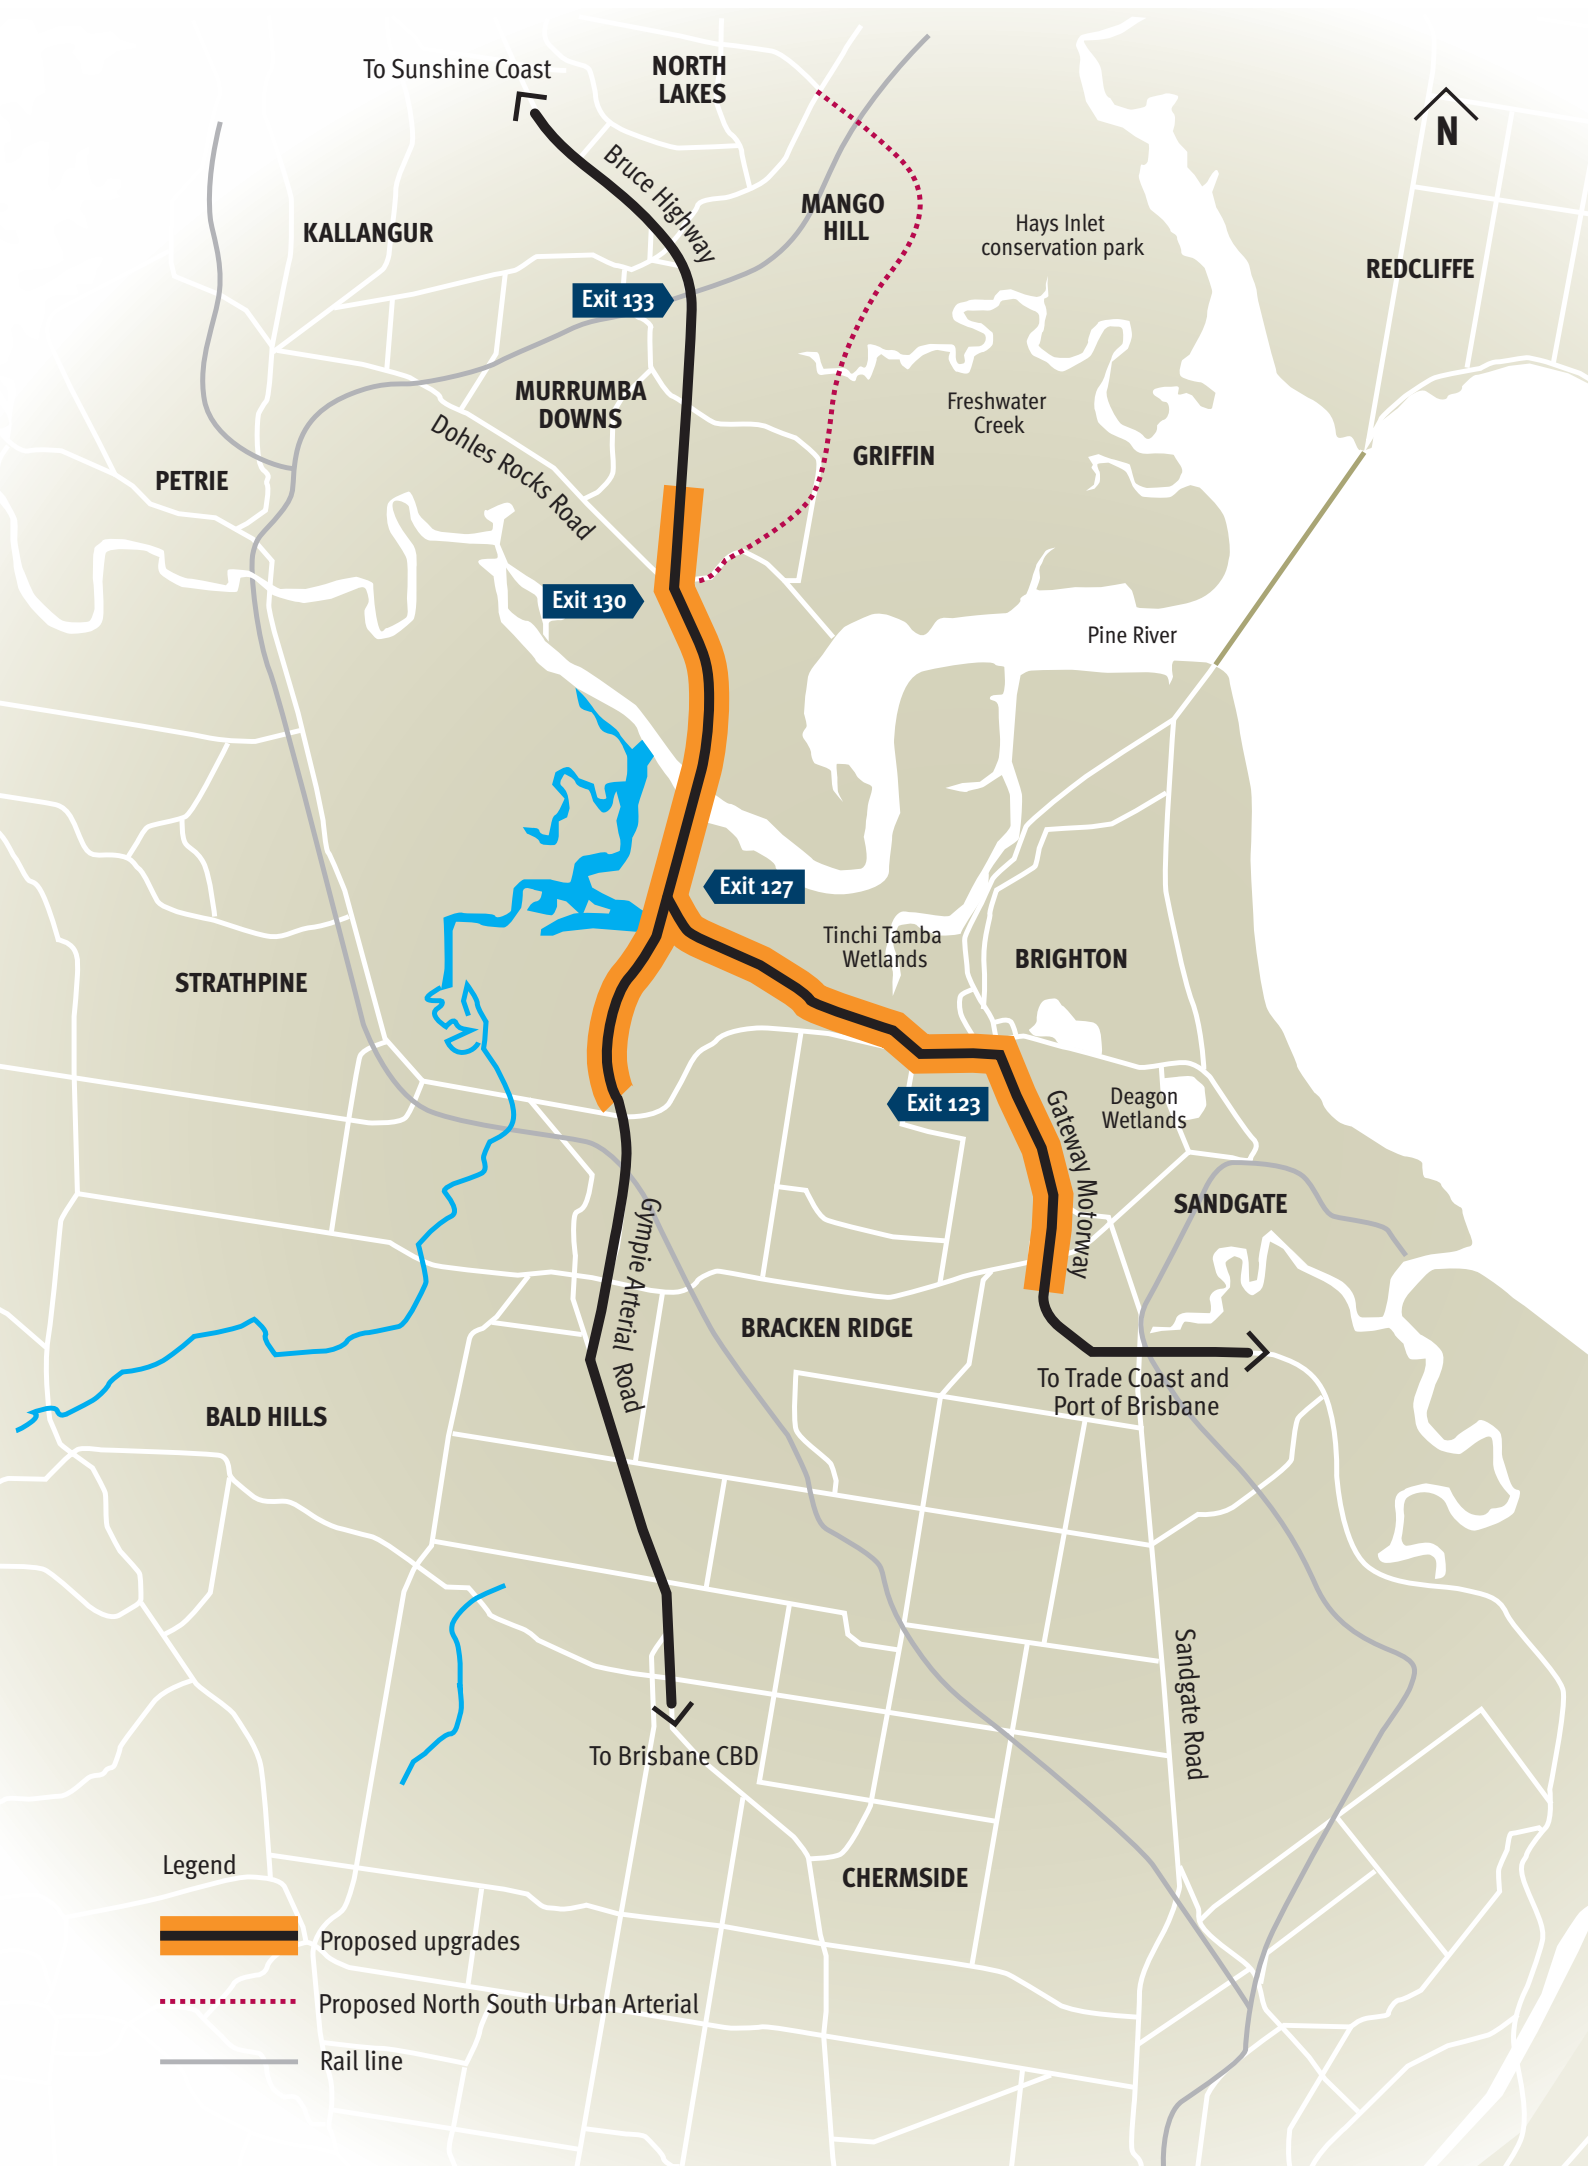 To Sunshine Coast
NORTH
LAKES
N
Bruce Highway
KALLANGUR
MANGO
HILL
Hays Inlet
conservation park
REDCLIFFE
Exit 133
MURRUMBA
DOWNS
Freshwater
Creek
Dohles Rocks Road
GRIFFIN
PETRIE
Exit 130
Pine River
Exit 127
Tinchi Tamba
Wetlands
BRIGHTON
STRATHPINE
Exit 123
Deagon
Wetlands
Gateway Motorway
SANDGATE
Gympie Arterial Road
BRACKEN RIDGE
To Trade Coast and
Port of Brisbane
BALD HILLS
Sandgate Road
To Brisbane CBD
CHERMSIDE
Legend
Proposed upgrades
Proposed North South Urban Arterial
Rail line